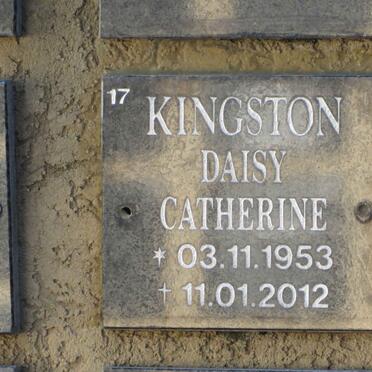 17
KINGSTON
DAISY
CATHERINE
* 03.11.1953
† 11.01.2012